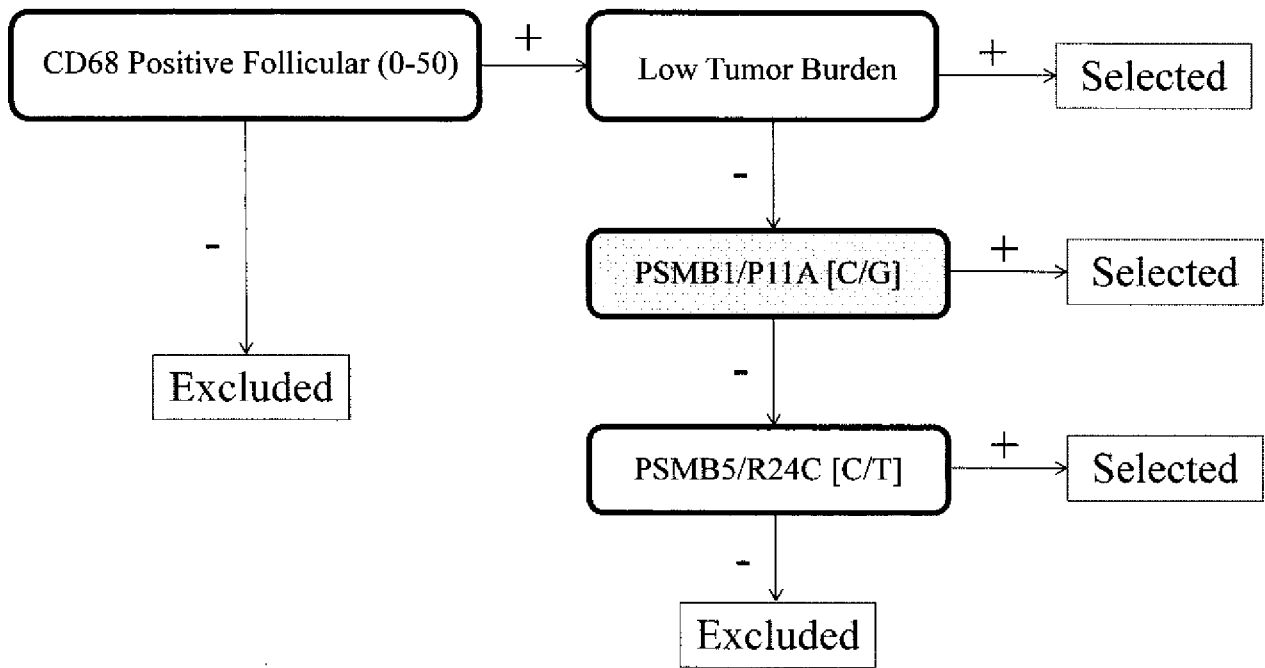 CD68 Positive Follicular (0-50)
+
Low Tumor Burden
+
Selected
-
-
PSMB1/P11A [C/G]
+
Selected
Excluded
-
PSMB5/R24C [C/T]
+
Selected
-
Excluded